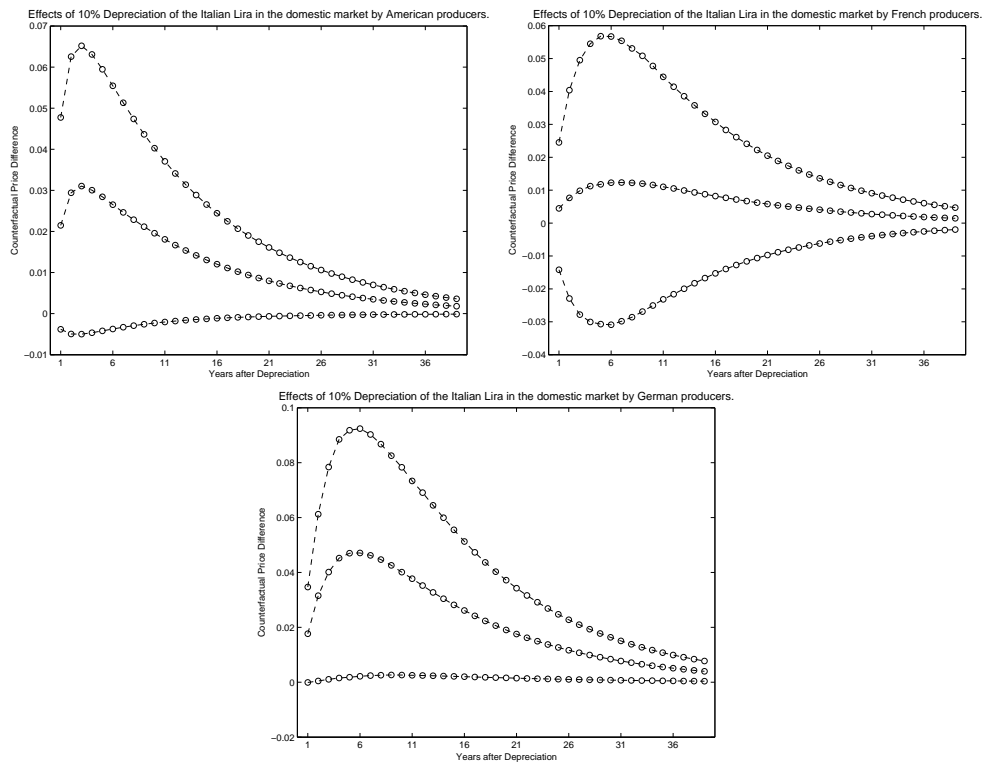 Effects of 10% Depreciation of the Italian Lira in the domestic market by American producers.
0.07
0.06
0.05
0.04
0.03
0.02
0.01
0
−0.01
Counterfactual Price Difference
1 6 11 16 21 26 31 36
Years after Depreciation
Effects of 10% Depreciation of the Italian Lira in the domestic market by French producers.
0.06
0.05
0.04
0.03
0.02
0.01
0
−0.01
−0.02
−0.03
−0.04
Counterfactual Price Difference
1 6 11 16 21 26 31 36
Years after Depreciation
Effects of 10% Depreciation of the Italian Lira in the domestic market by German producers.
0.1
0.08
0.06
0.04
0.02
0
−0.02
Counterfactual Price Difference
1 6 11 16 21 26 31 36
Years after Depreciation